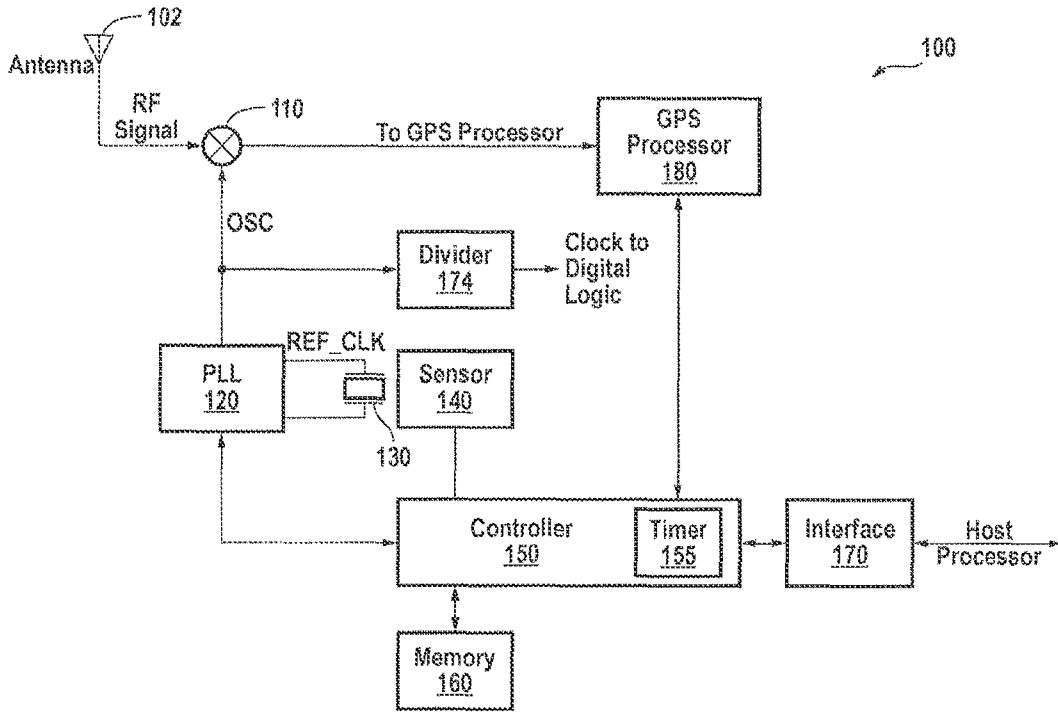 102
Antenna
100
RF
Signal
110
To GPS Processor
GPS
Processor
180
OSC
Divider
174
Clock to
Digital
Logic
REF_CLK
PLL
120
Sensor
140
130
Controller
150
Timer
155
Interface
170
Host
Processor
Memory
160